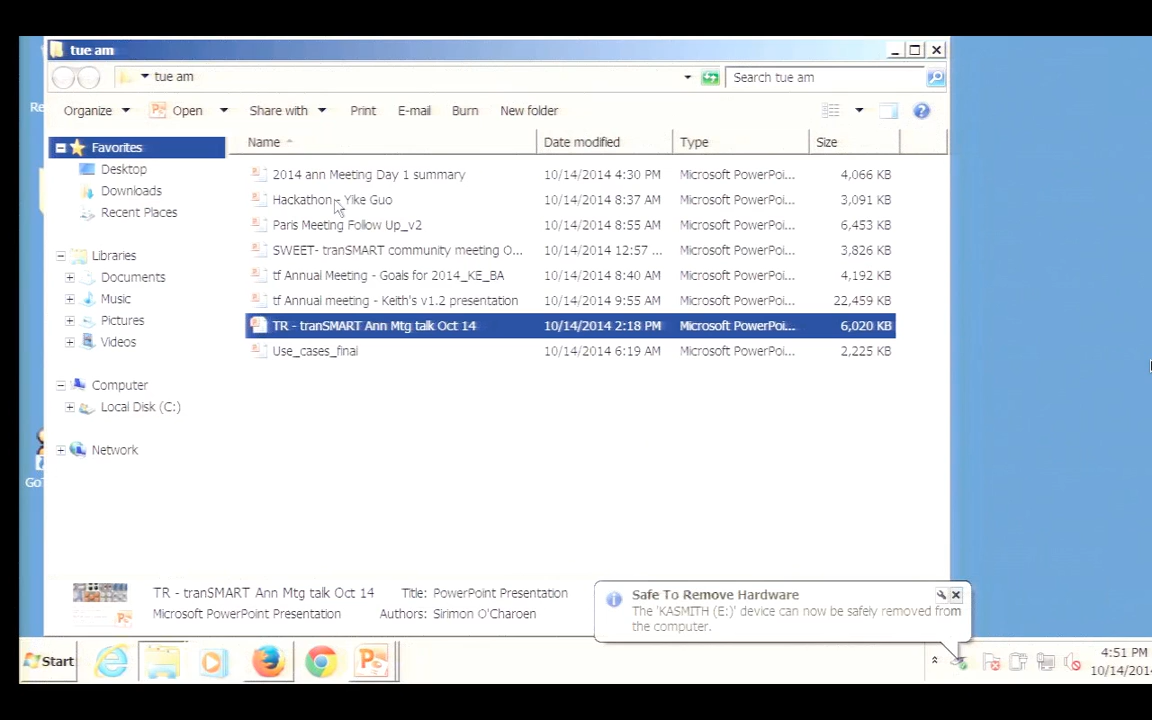 tue am
tue am
Search tue am
Organize
Open
Share with
Print
E-mail
Burn
New folder
Favorites
Desktop
Downloads
Recent Places
Libraries
Documents
Music
Pictures
Videos
Computer
Local Disk (C:)
Network
Name Date modified Type Size
2014 ann Meeting Day 1 summary 10/14/2014 4:30 PM Microsoft PowerPoi... 4,066 KB
Hackathon - Yike Guo 10/14/2014 8:37 AM Microsoft PowerPoi... 3,091 KB
Paris Meeting Follow Up_v2 10/14/2014 8:55 AM Microsoft PowerPoi... 6,453 KB
SWEET- tranSMART community meeting O... 10/14/2014 12:57 ... Microsoft PowerPoi... 3,826 KB
tf Annual Meeting - Goals for 2014_KE_BA 10/14/2014 8:40 AM Microsoft PowerPoi... 4,192 KB
tf Annual meeting - Keith's v1.2 presentation 10/14/2014 9:55 AM Microsoft PowerPoi... 22,459 KB
TR - tranSMART Ann Mtg talk Oct 14 10/14/2014 2:18 PM Microsoft PowerPoi... 6,020 KB
Use_cases_final 10/14/2014 6:19 AM Microsoft PowerPoi... 2,225 KB
TR - tranSMART Ann Mtg talk Oct 14 Title: PowerPoint Presentation
Microsoft PowerPoint Presentation Authors: Sirimon O'Charoen
Safe To Remove Hardware
The 'KASMITH (E:)' device can now be safely removed from
the computer.
Start
4:51 PM
10/14/201